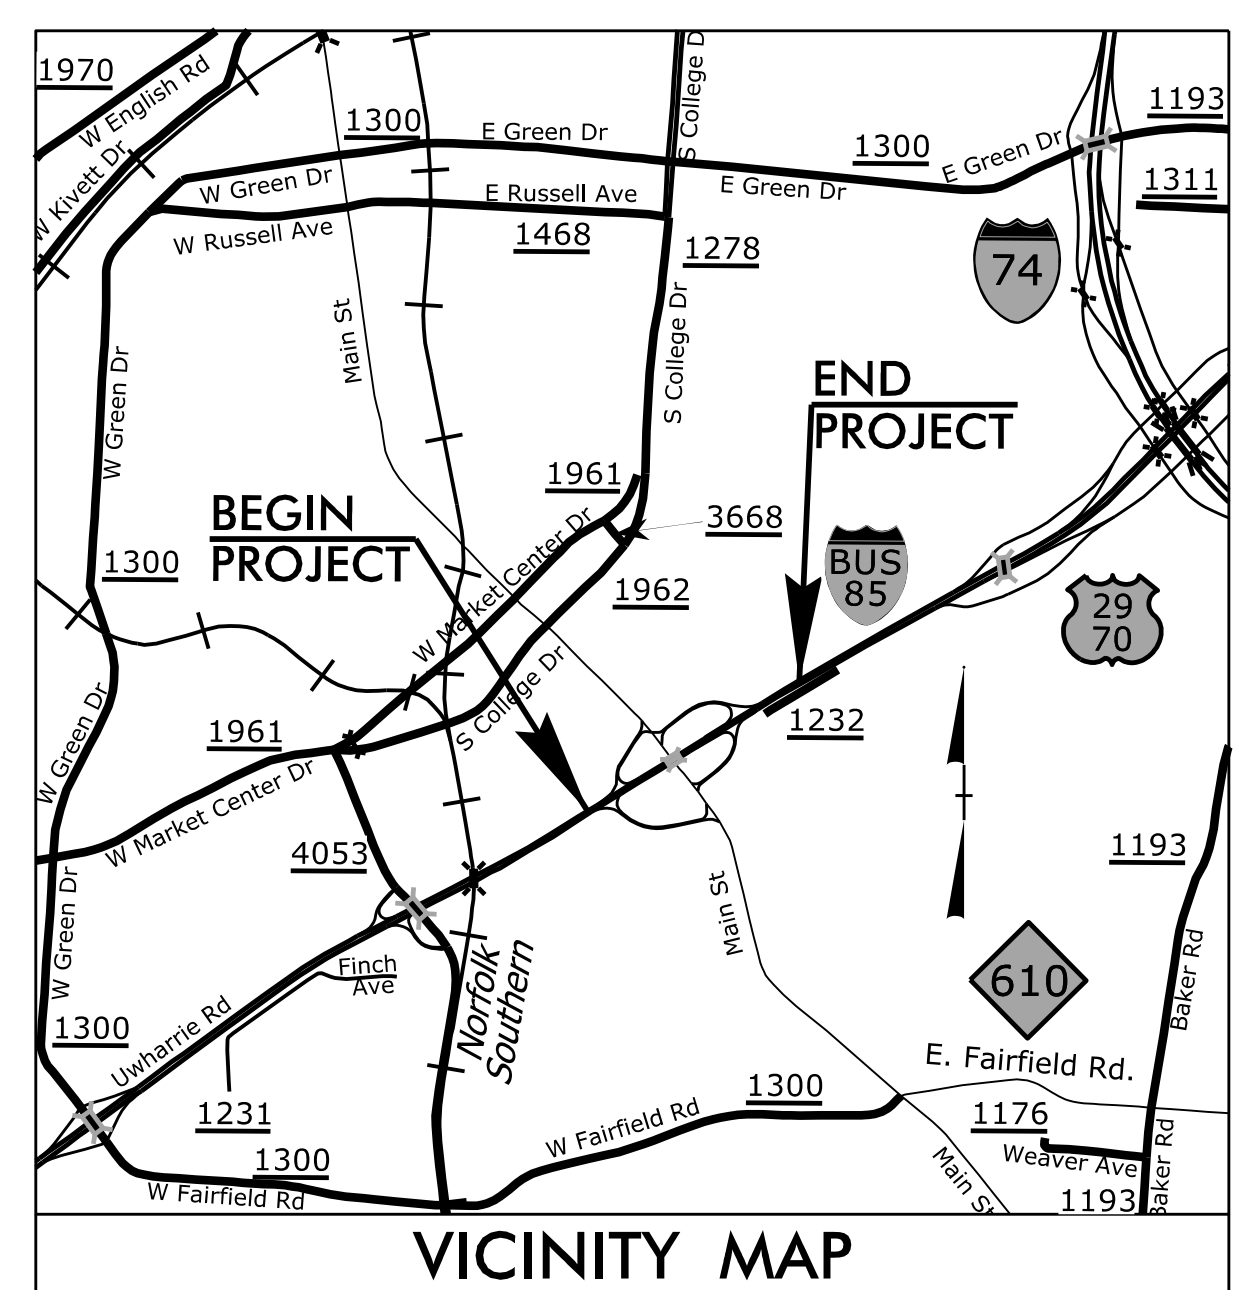 1970
W English Rd
W Kivett Dr
1300
E Green Dr
S College D
1300
E Green Dr
1193
1311
W Green Dr
E Russell Ave
E Green Dr
W Russell Ave
1468
1278
74
Main St
S College Dr
W Green Dr
END
PROJECT
1961
BEGIN
PROJECT
3668
W Market Center Dr
1300
1962
BUS
85
29
70
W Green Dr
S College Dr
1961
1232
W Market Center Dr
4053
1193
W Green Dr
Main St
Finch
Ave
Norfolk
Southern
610
Baker Rd
1300
Uwharrie Rd
E. Fairfield Rd.
1231
1300
1176
W Fairfield Rd
Weaver Ave
Baker Rd
1300
W Fairfield Rd
Main St
1193
VICINITY MAP